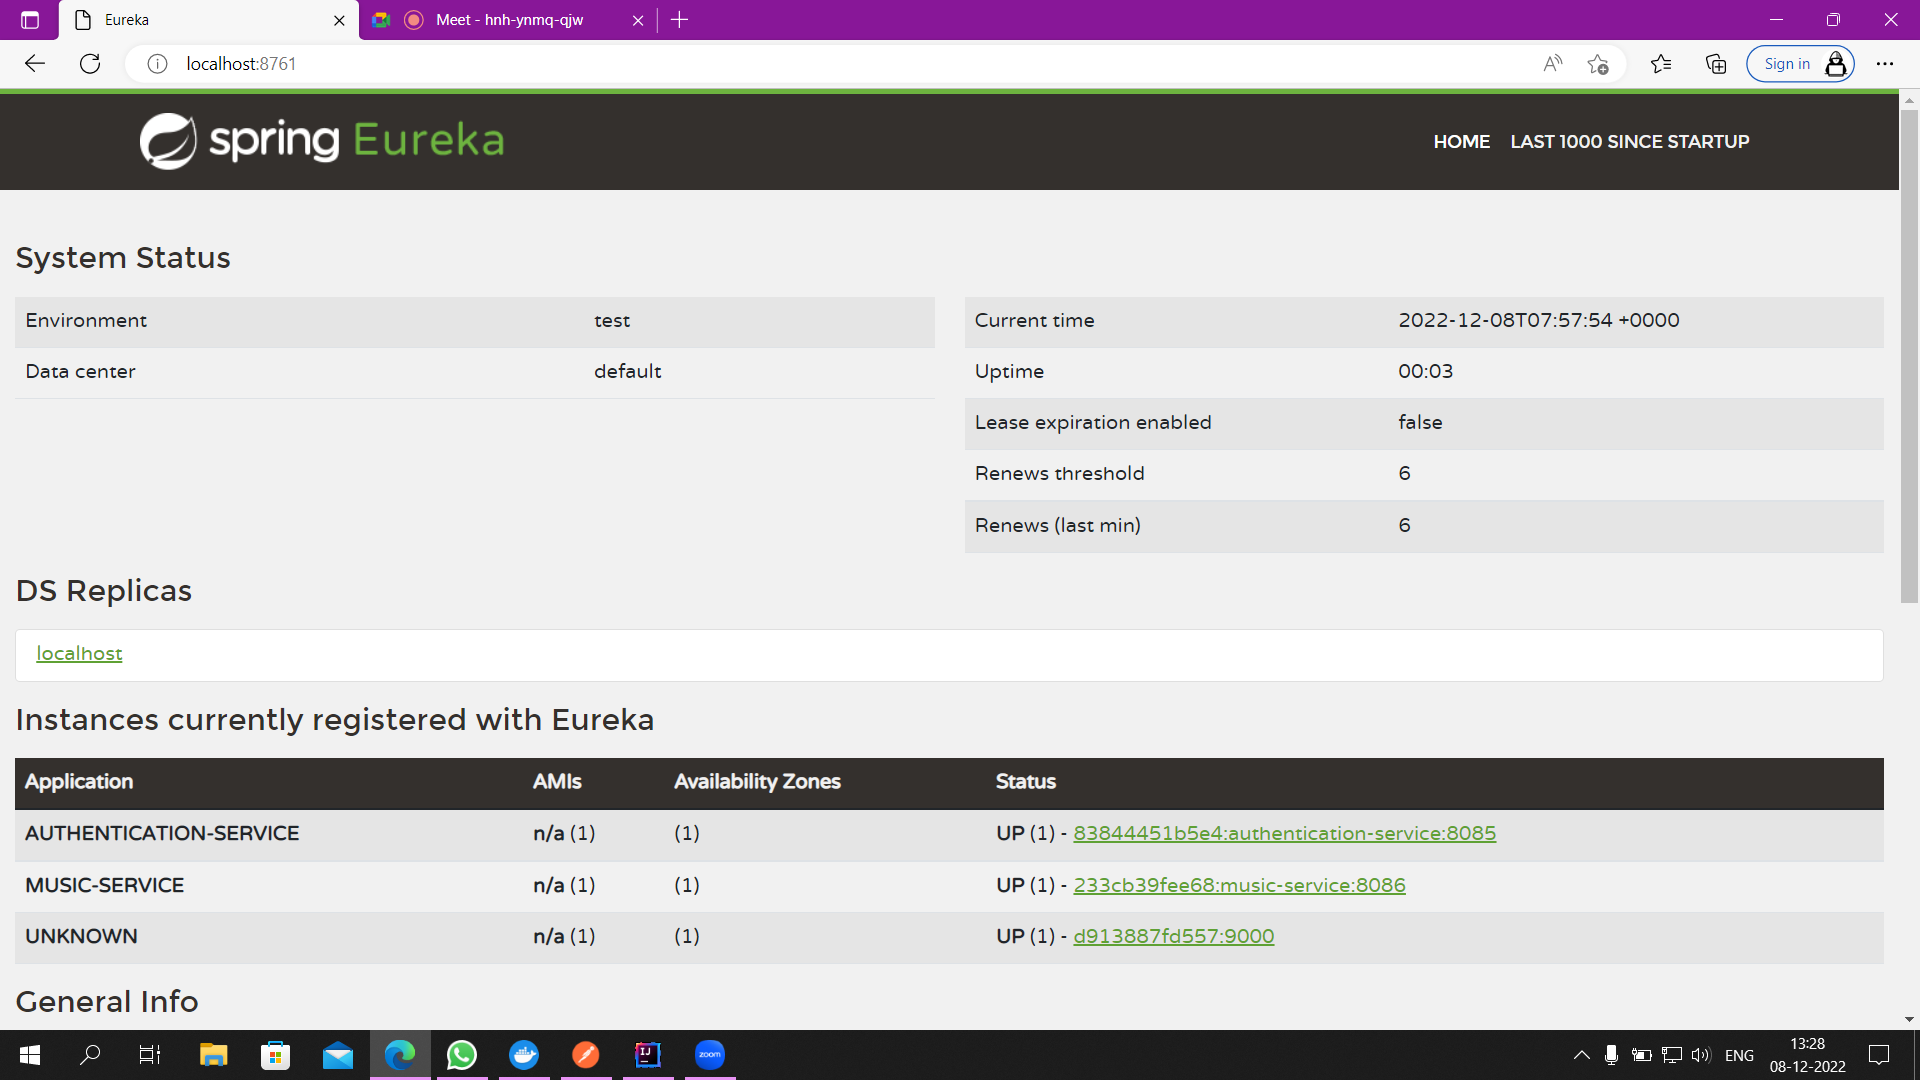 Eureka
Meet - hnh-ynmq-qjw
localhost:8761
Sign in
spring Eureka
HOME
LAST 1000 SINCE STARTUP
System Status
Environment test
Data center default
Current time 2022-12-08T07:57:54 +0000
Uptime 00:03
Lease expiration enabled false
Renews threshold 6
Renews (last min) 6
DS Replicas
localhost
Instances currently registered with Eureka
Application AMIs Availability Zones Status
AUTHENTICATION-SERVICE n/a (1) (1) UP (1) - 83844451b5e4:authentication-service:8085
MUSIC-SERVICE n/a (1) (1) UP (1) - 233cb39fee68:music-service:8086
UNKNOWN n/a (1) (1) UP (1) - d913887fd557:9000
General Info
IJ
zoom
ENG
13:28
08-12-2022